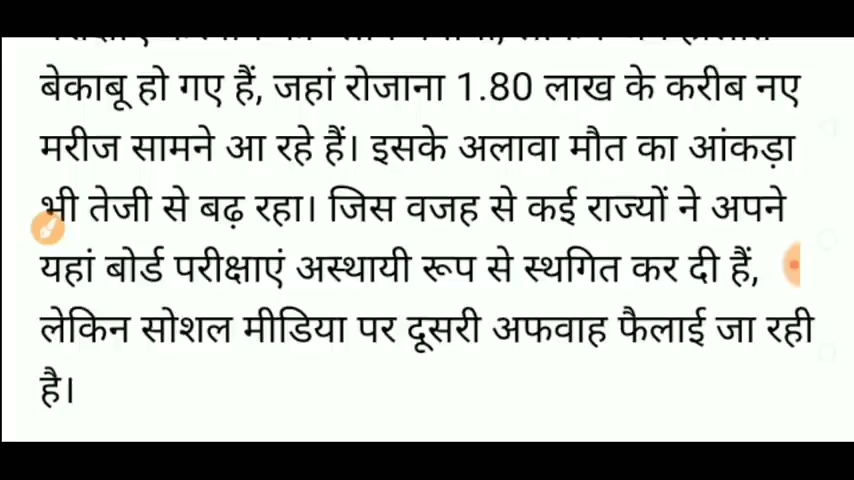 बेकाबू हो गए हैं, जहां रोजाना 1.80 लाख के करीब नए
मरीज सामने आ रहे हैं। इसके अलावा मौत का आंकड़ा
भी तेजी से बढ़ रहा। जिस वजह से कई राज्यों ने अपने
यहां बोर्ड परीक्षाएं अस्थायी रूप से स्थगित कर दी हैं,
लेकिन सोशल मीडिया पर दूसरी अफवाह फैलाई जा रही
है।